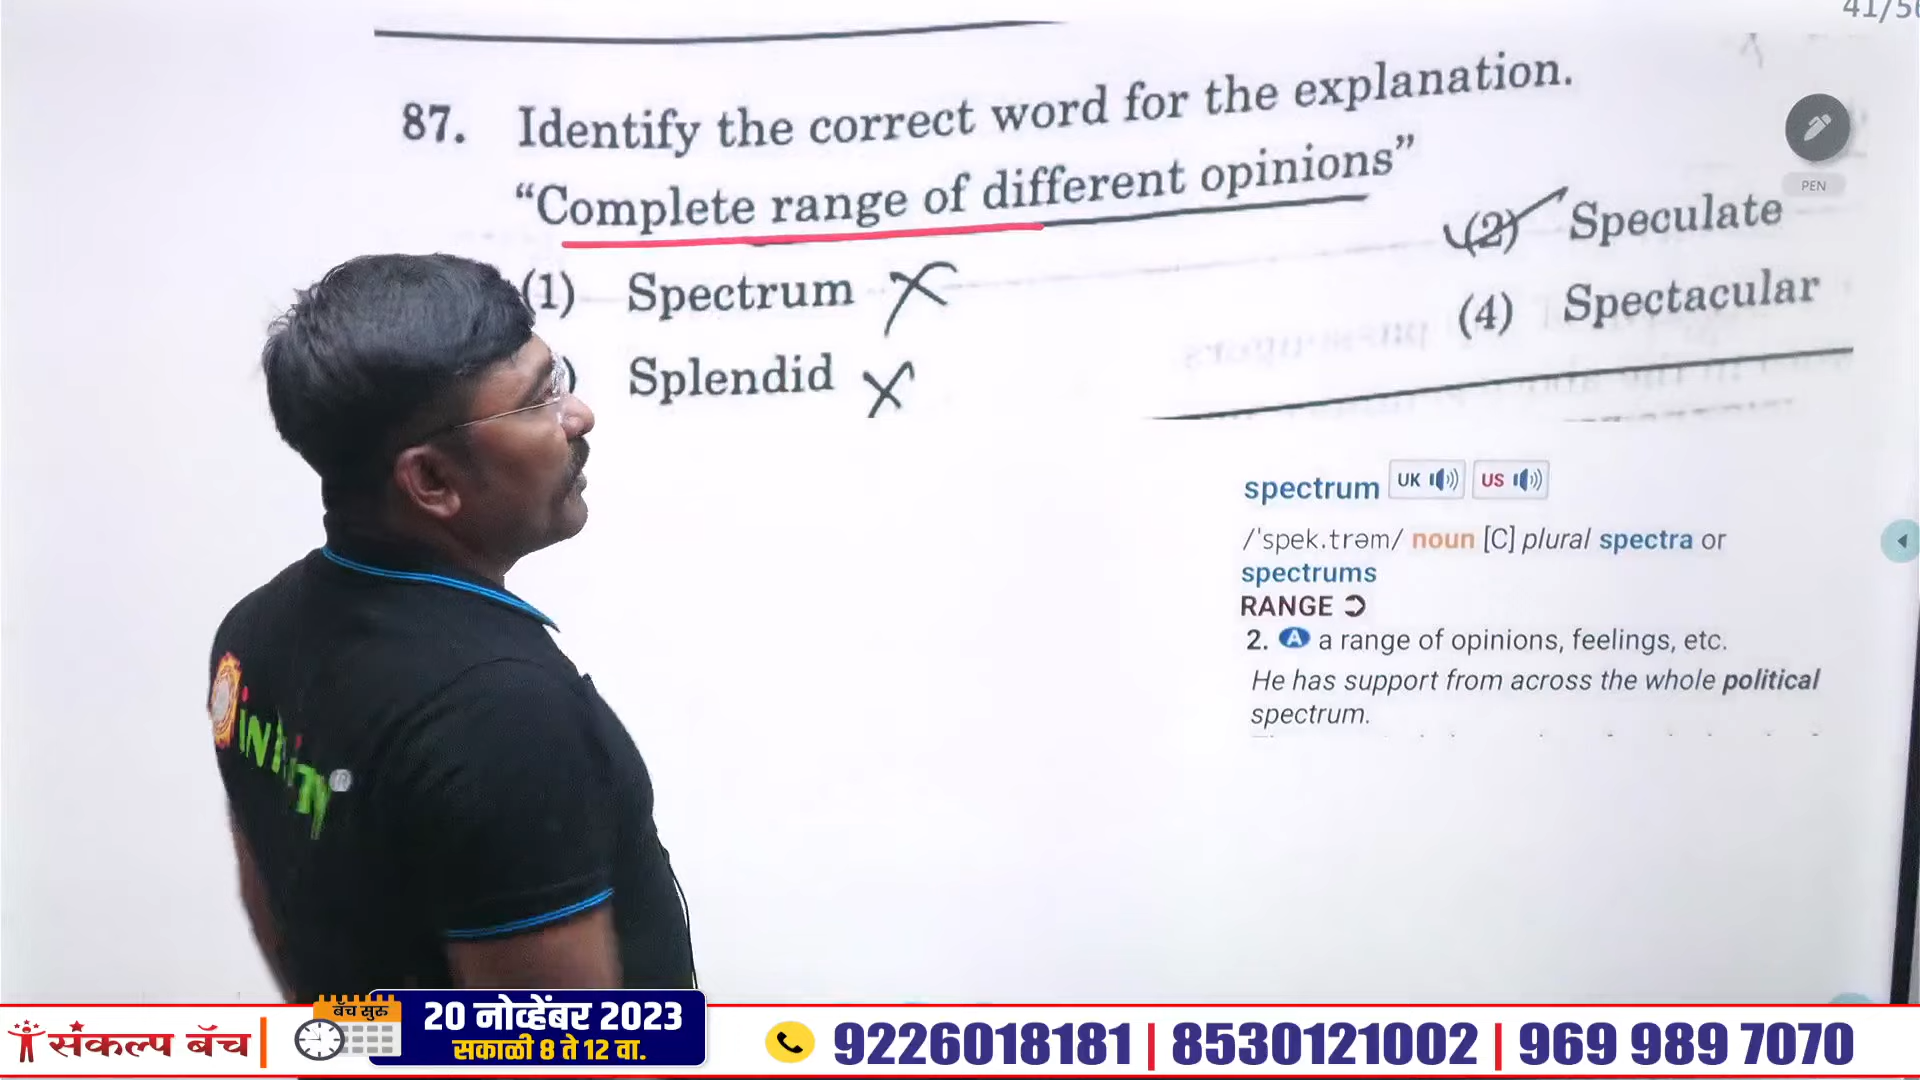 41/56
87. Identify the correct word for the explanation.
“Complete range of different opinions”
(1) Spectrum
(2) Speculate
) Splendid
(4) Spectacular
PEN
spectrum UK US
/ˈspek.trəm/ noun [C] plural spectra or
spectrums
RANGE
2. A a range of opinions, feelings, etc.
He has support from across the whole political
spectrum.
संकल्प बॅच
बॅच सुरु
20 नोव्हेंबर 2023
सकाळी 8 ते 12 वा.
9226018181 | 8530121002 | 969 989 7070